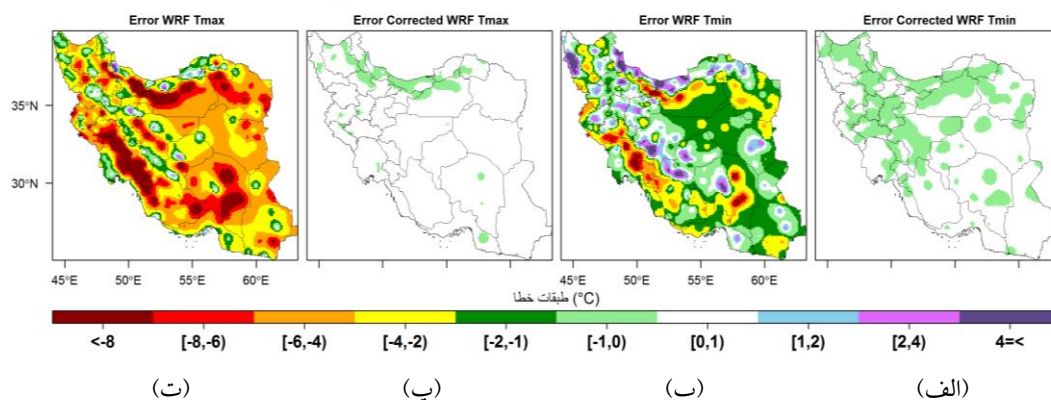 Error WRF Tmax
Error Corrected WRF Tmax
Error WRF Tmin
Error Corrected WRF Tmin
35°N
30°N
45°E 50°E 55°E 60°E
45°E 50°E 55°E 60°E
طبقات خطا (°C)
<-8 [-8,-6) [-6,-4) [-4,-2) [-2,-1) [-1,0) [0,1) [1,2) [2,4) 4=<
(ت) (پ) (ب) (الف)